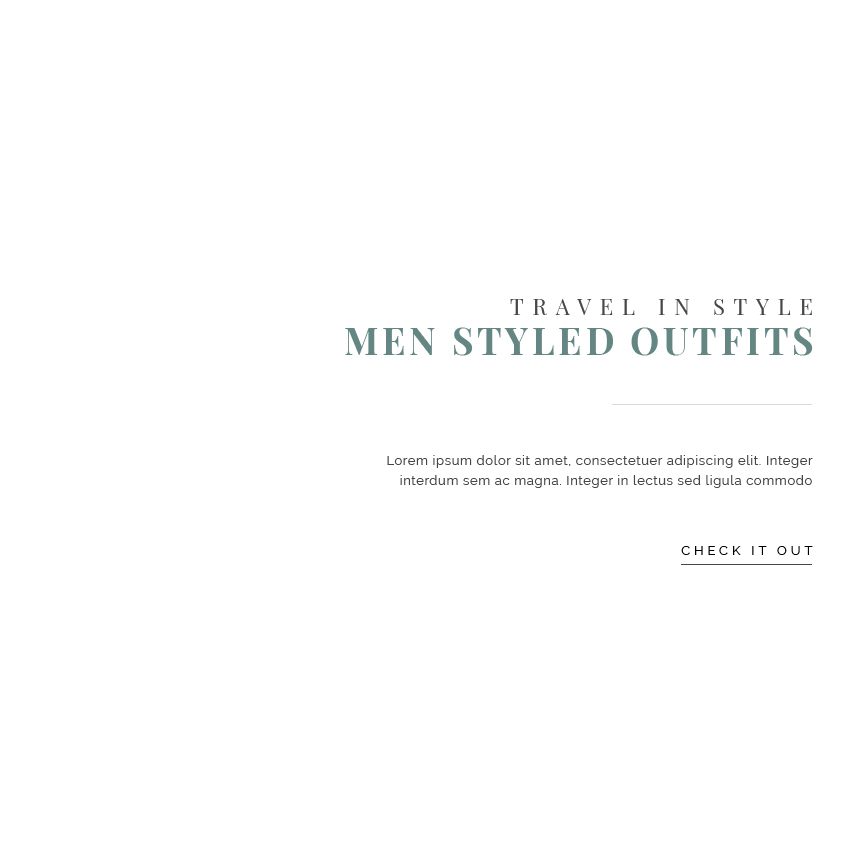 TRAVEL IN STYLE
MEN STYLED OUTFITS
Lorem ipsum dolor sit amet, consectetuer adipiscing elit. Integer
interdum sem ac magna. Integer in lectus sed ligula commodo
CHECK IT OUT